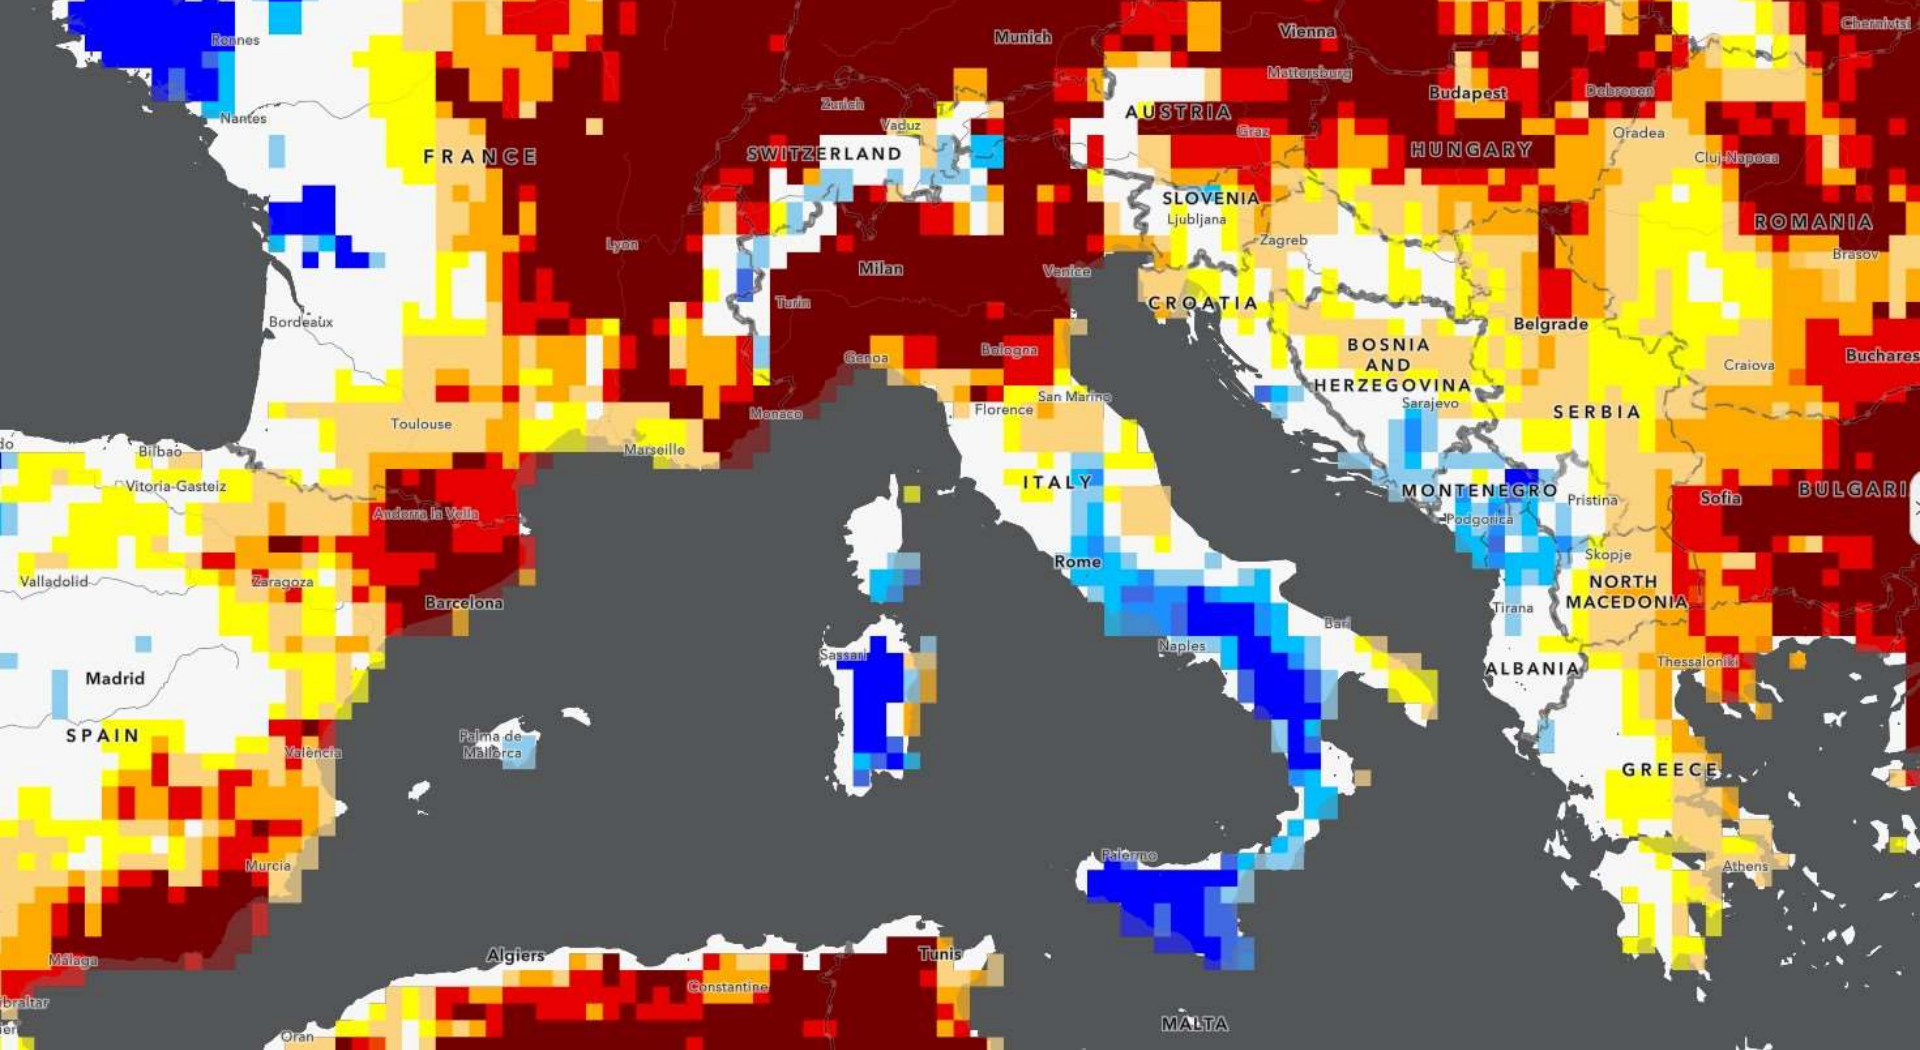 Chernivtsi
Rennes
Munich
Vienna
Mattersburg
Budapest
Debrecen
Zurich
Nantes
Vaduz
AUSTRIA
Graz
Oradea
FRANCE
SWITZERLAND
HUNGARY
Cluj-Napoca
SLOVENIA
Ljubljana
ROMANIA
Lyon
Zagreb
Brasov
Milan
Venice
Turin
CROATIA
Bordeaux
Belgrade
BOSNIA
AND
HERZEGOVINA
Genoa
Bologna
Bucharest
Craiova
San Marino
Sarajevo
Florence
Monaco
SERBIA
Toulouse
Marseille
do
Bilbao
Vitoria-Gasteiz
ITALY
MONTENEGRO
Pristina
Sofia
BULGARI
Andorra la Vella
Podgorica
Skopje
Rome
Valladolid
Zaragoza
NORTH
MACEDONIA
Barcelona
Tirana
Bari
Naples
Sassari
Thessaloniki
ALBANIA
Madrid
SPAIN
Palma de
Mallorca
València
GREECE
Palermo
Murcia
Athens
Málaga
Algiers
Tunis
Constantine
ibraltar
MALTA
Oran